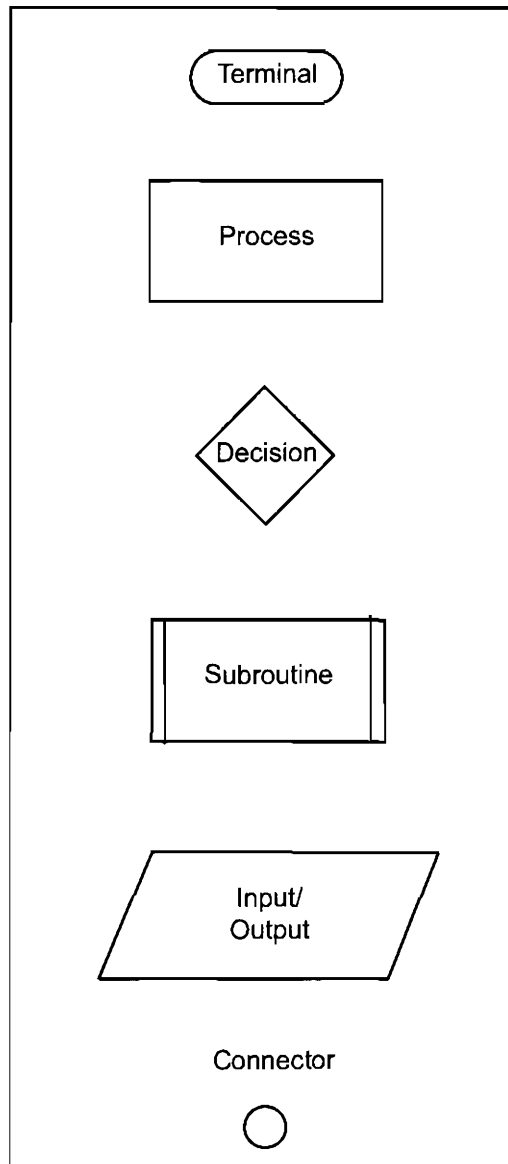 Terminal
Process
Decision
Subroutine
Input/
Output
Connector